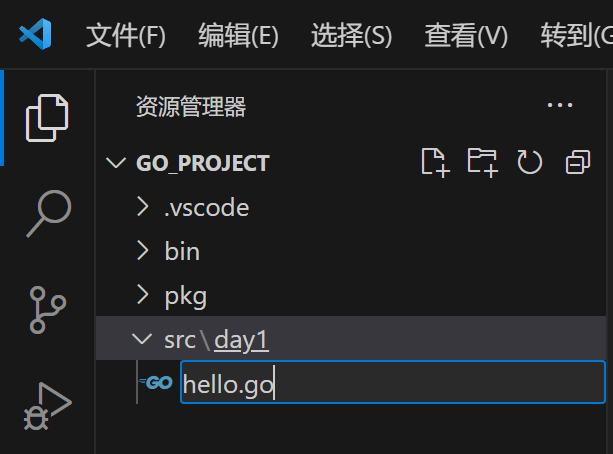 文件(F) 编辑(E) 选择(S) 查看(V) 转到(G
资源管理器 ...
GO_PROJECT
.vscode
bin
pkg
src\day1
GO hello.go